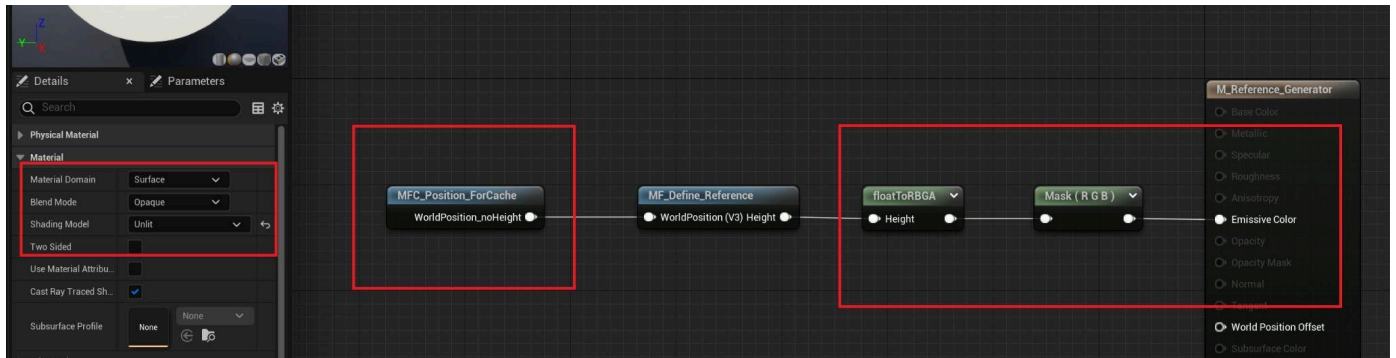 Z
Y
X
Details
Parameters
Search
Physical Material
Material
Material Domain
Surface
Blend Mode
Opaque
Shading Model
Unlit
Two Sided
Use Material Attribu...
Cast Ray Traced Sh...
Subsurface Profile
None
None
MFC_Position_ForCache
WorldPosition_noHeight
MF_Define_Reference
WorldPosition (V3) Height
floatToRBGA
Height
Mask ( R G B )
M_Reference_Generator
Base Color
Metallic
Specular
Roughness
Anisotropy
Emissive Color
Opacity
Opacity Mask
Normal
Tangent
World Position Offset
Subsurface Color